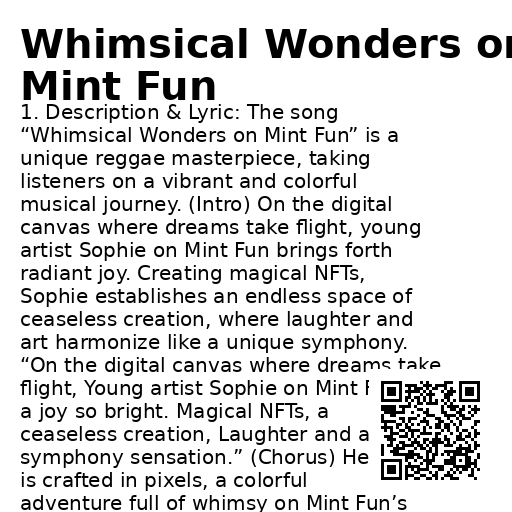 Whimsical Wonders on
Mint Fun
1. Description & Lyric: The song
“Whimsical Wonders on Mint Fun” is a
unique reggae masterpiece, taking
listeners on a vibrant and colorful
musical journey. (Intro) On the digital
canvas where dreams take flight, young
artist Sophie on Mint Fun brings forth
radiant joy. Creating magical NFTs,
Sophie establishes an endless space of
ceaseless creation, where laughter and
art harmonize like a unique symphony.
“On the digital canvas where dreams take
flight, Young artist Sophie on Mint
a joy so bright. Magical NFTs, a
ceaseless creation, Laughter and a
symphony sensation.” (Chorus) He
is crafted in pixels, a colorful
adventure full of whimsy on Mint Fun’s